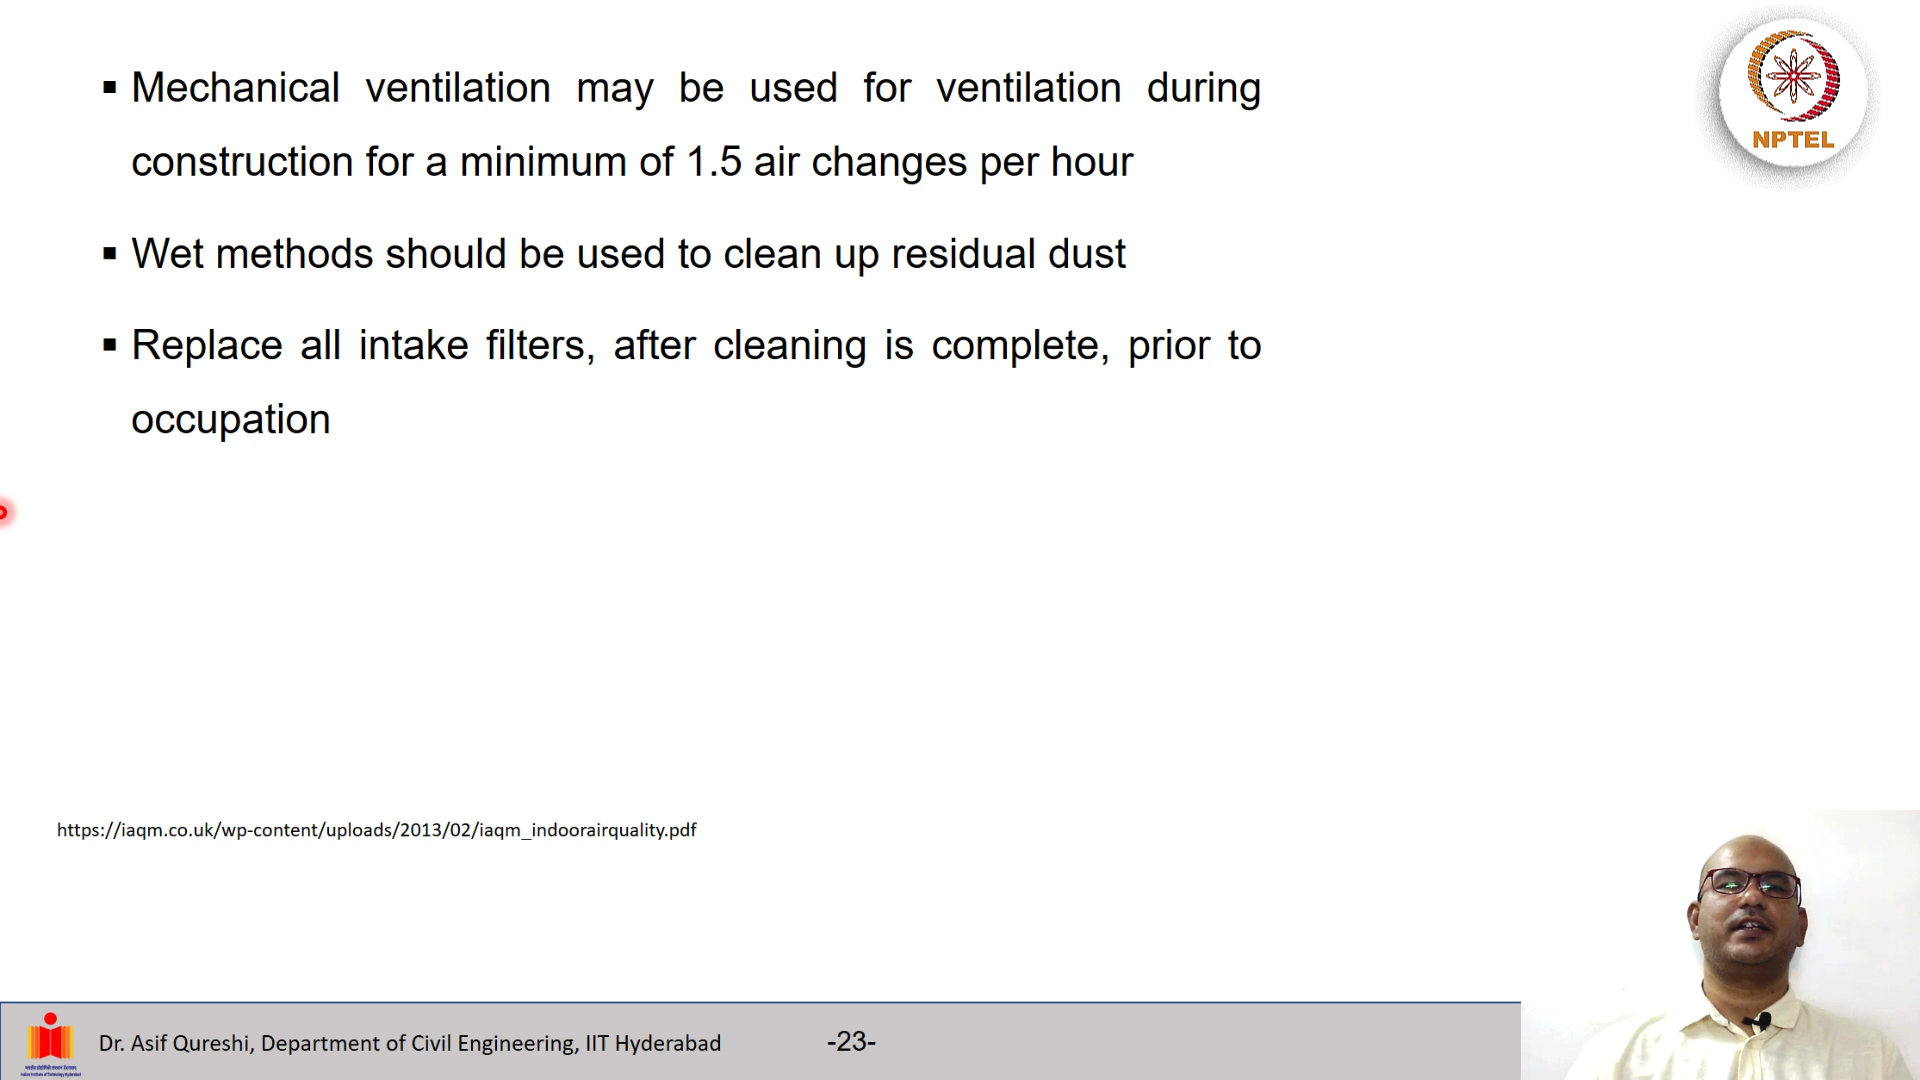 ▪ Mechanical ventilation may be used for ventilation during
construction for a minimum of 1.5 air changes per hour
▪ Wet methods should be used to clean up residual dust
▪ Replace all intake filters, after cleaning is complete, prior to
occupation
NPTEL
https://iaqm.co.uk/wp-content/uploads/2013/02/iaqm_indoorairquality.pdf
Dr. Asif Qureshi, Department of Civil Engineering, IIT Hyderabad
-23-